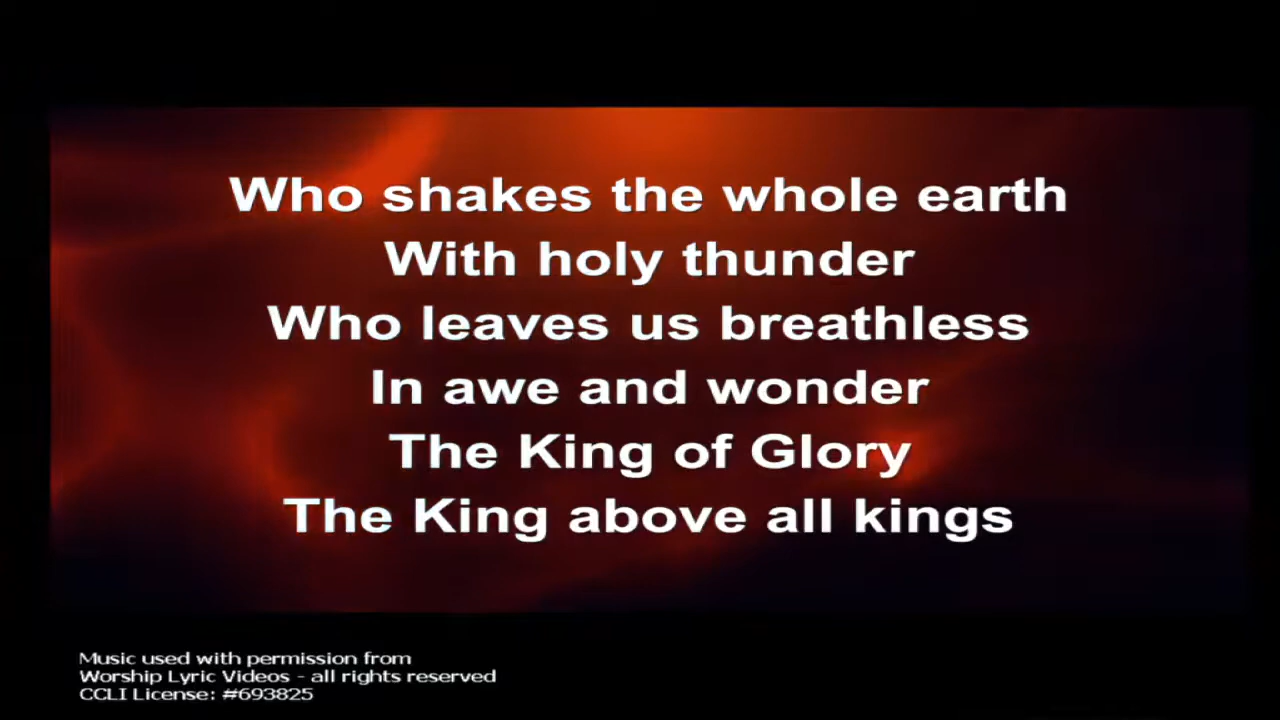 Who shakes the whole earth
With holy thunder
Who leaves us breathless
In awe and wonder
The King of Glory
The King above all kings
Music used with permission from
Worship Lyric Videos - all rights reserved
CCLI License: #693825